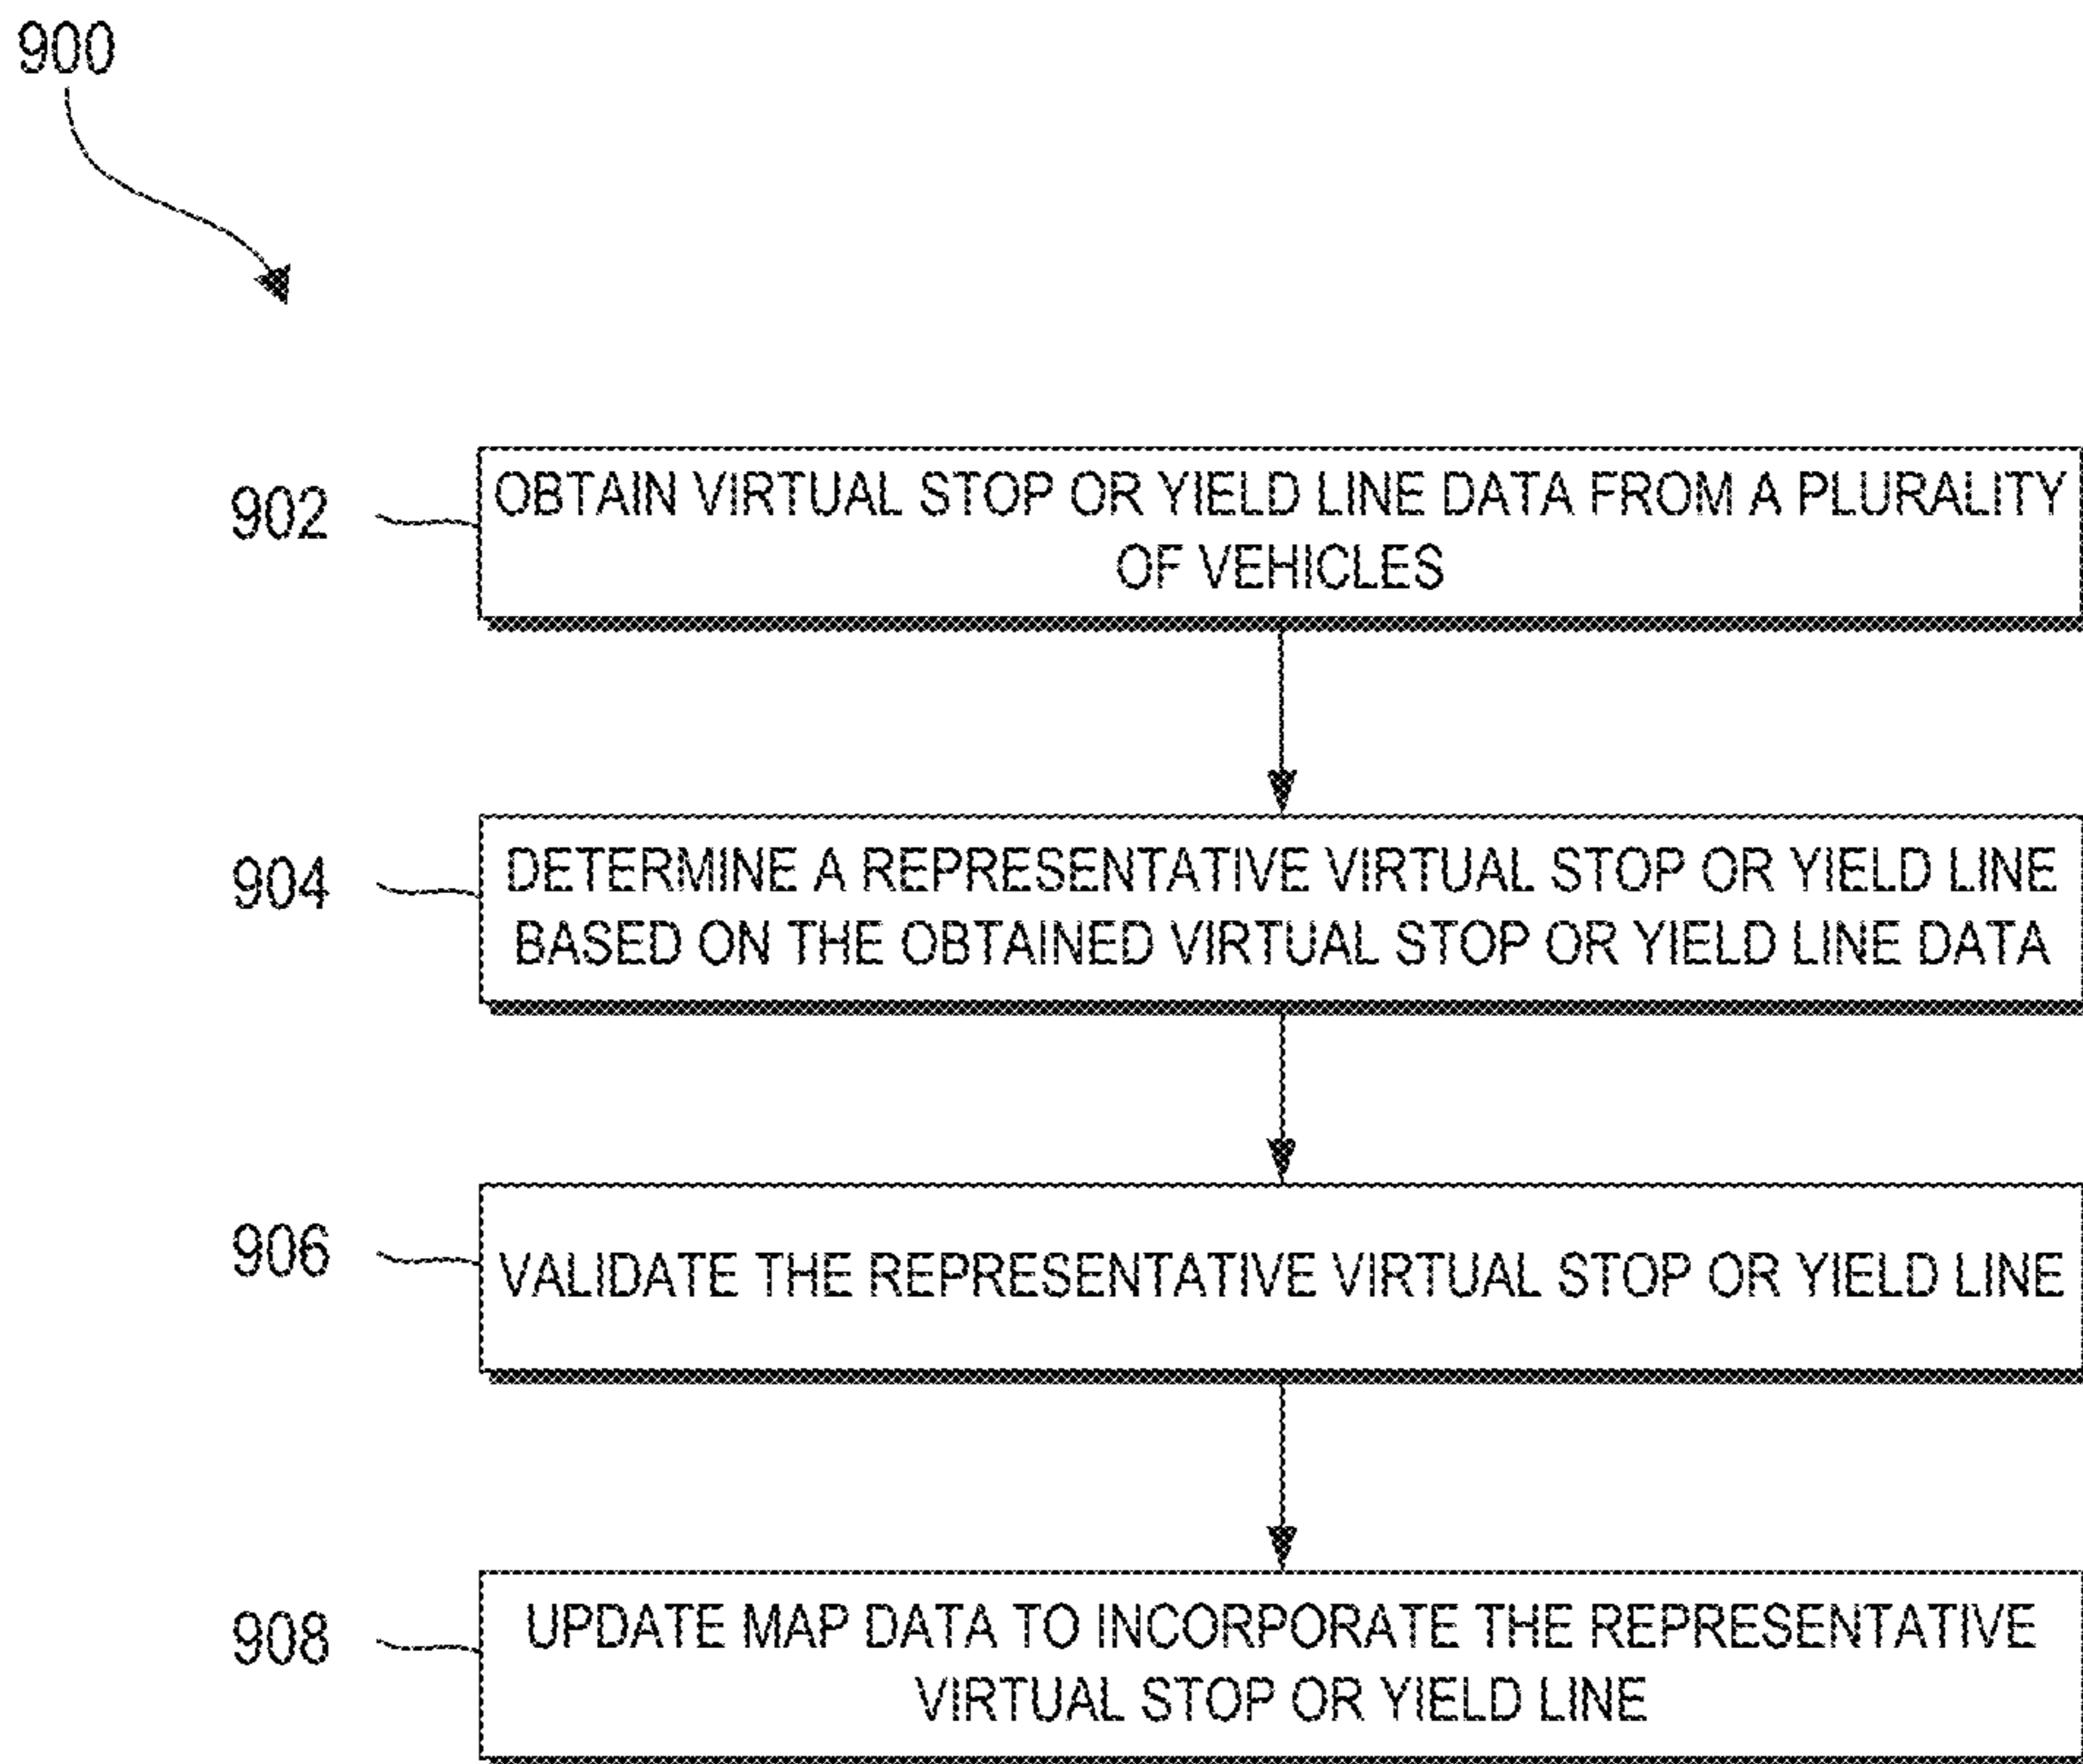 900
902
OBTAIN VIRTUAL STOP OR YIELD LINE DATA FROM A PLURALITY
OF VEHICLES
904
DETERMINE A REPRESENTATIVE VIRTUAL STOP OR YIELD LINE
BASED ON THE OBTAINED VIRTUAL STOP OR YIELD LINE DATA
906
VALIDATE THE REPRESENTATIVE VIRTUAL STOP OR YIELD LINE
908
UPDATE MAP DATA TO INCORPORATE THE REPRESENTATIVE
VIRTUAL STOP OR YIELD LINE